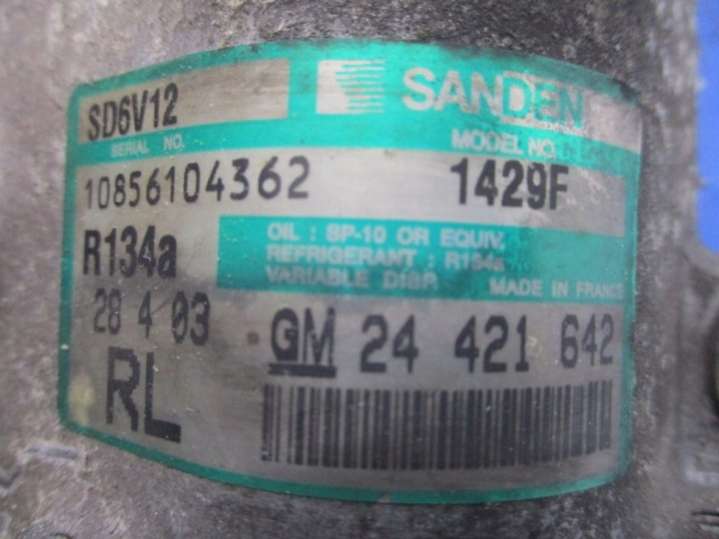 SD6V12 SANDEN
SERIAL NO. MODEL NO.
10856104362 1429F
R134a OIL : SP-10 OR EQUIV.
REFRIGERANT : R134a
VARIABLE DISP. MADE IN FRANCE
28 4 03 GM 24 421 642
RL